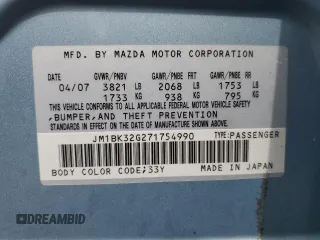 MFD. BY MAZDA MOTOR CORPORATION
GVWR/PNBV GAWR/PNBE FRT GAWR/PNBE RR
04/07 3821 LB 2068 LB 1753 LB
1733 KG 938 KG 795 KG
THIS VEHICLE CONFORMS TO ALL APPLICABLE
FEDERAL MOTOR VEHICLE SAFETY
,BUMPER,AND THEFT PREVENTION
STANDARDS IN EFFECT ON THE DATE OF
MANUFACTURE SHOWN ABOVE.
JM1BK32G271754990 TYPE:PASSENGER
BODY COLOR CODE;33Y MADE IN JAPAN
DREAMBID